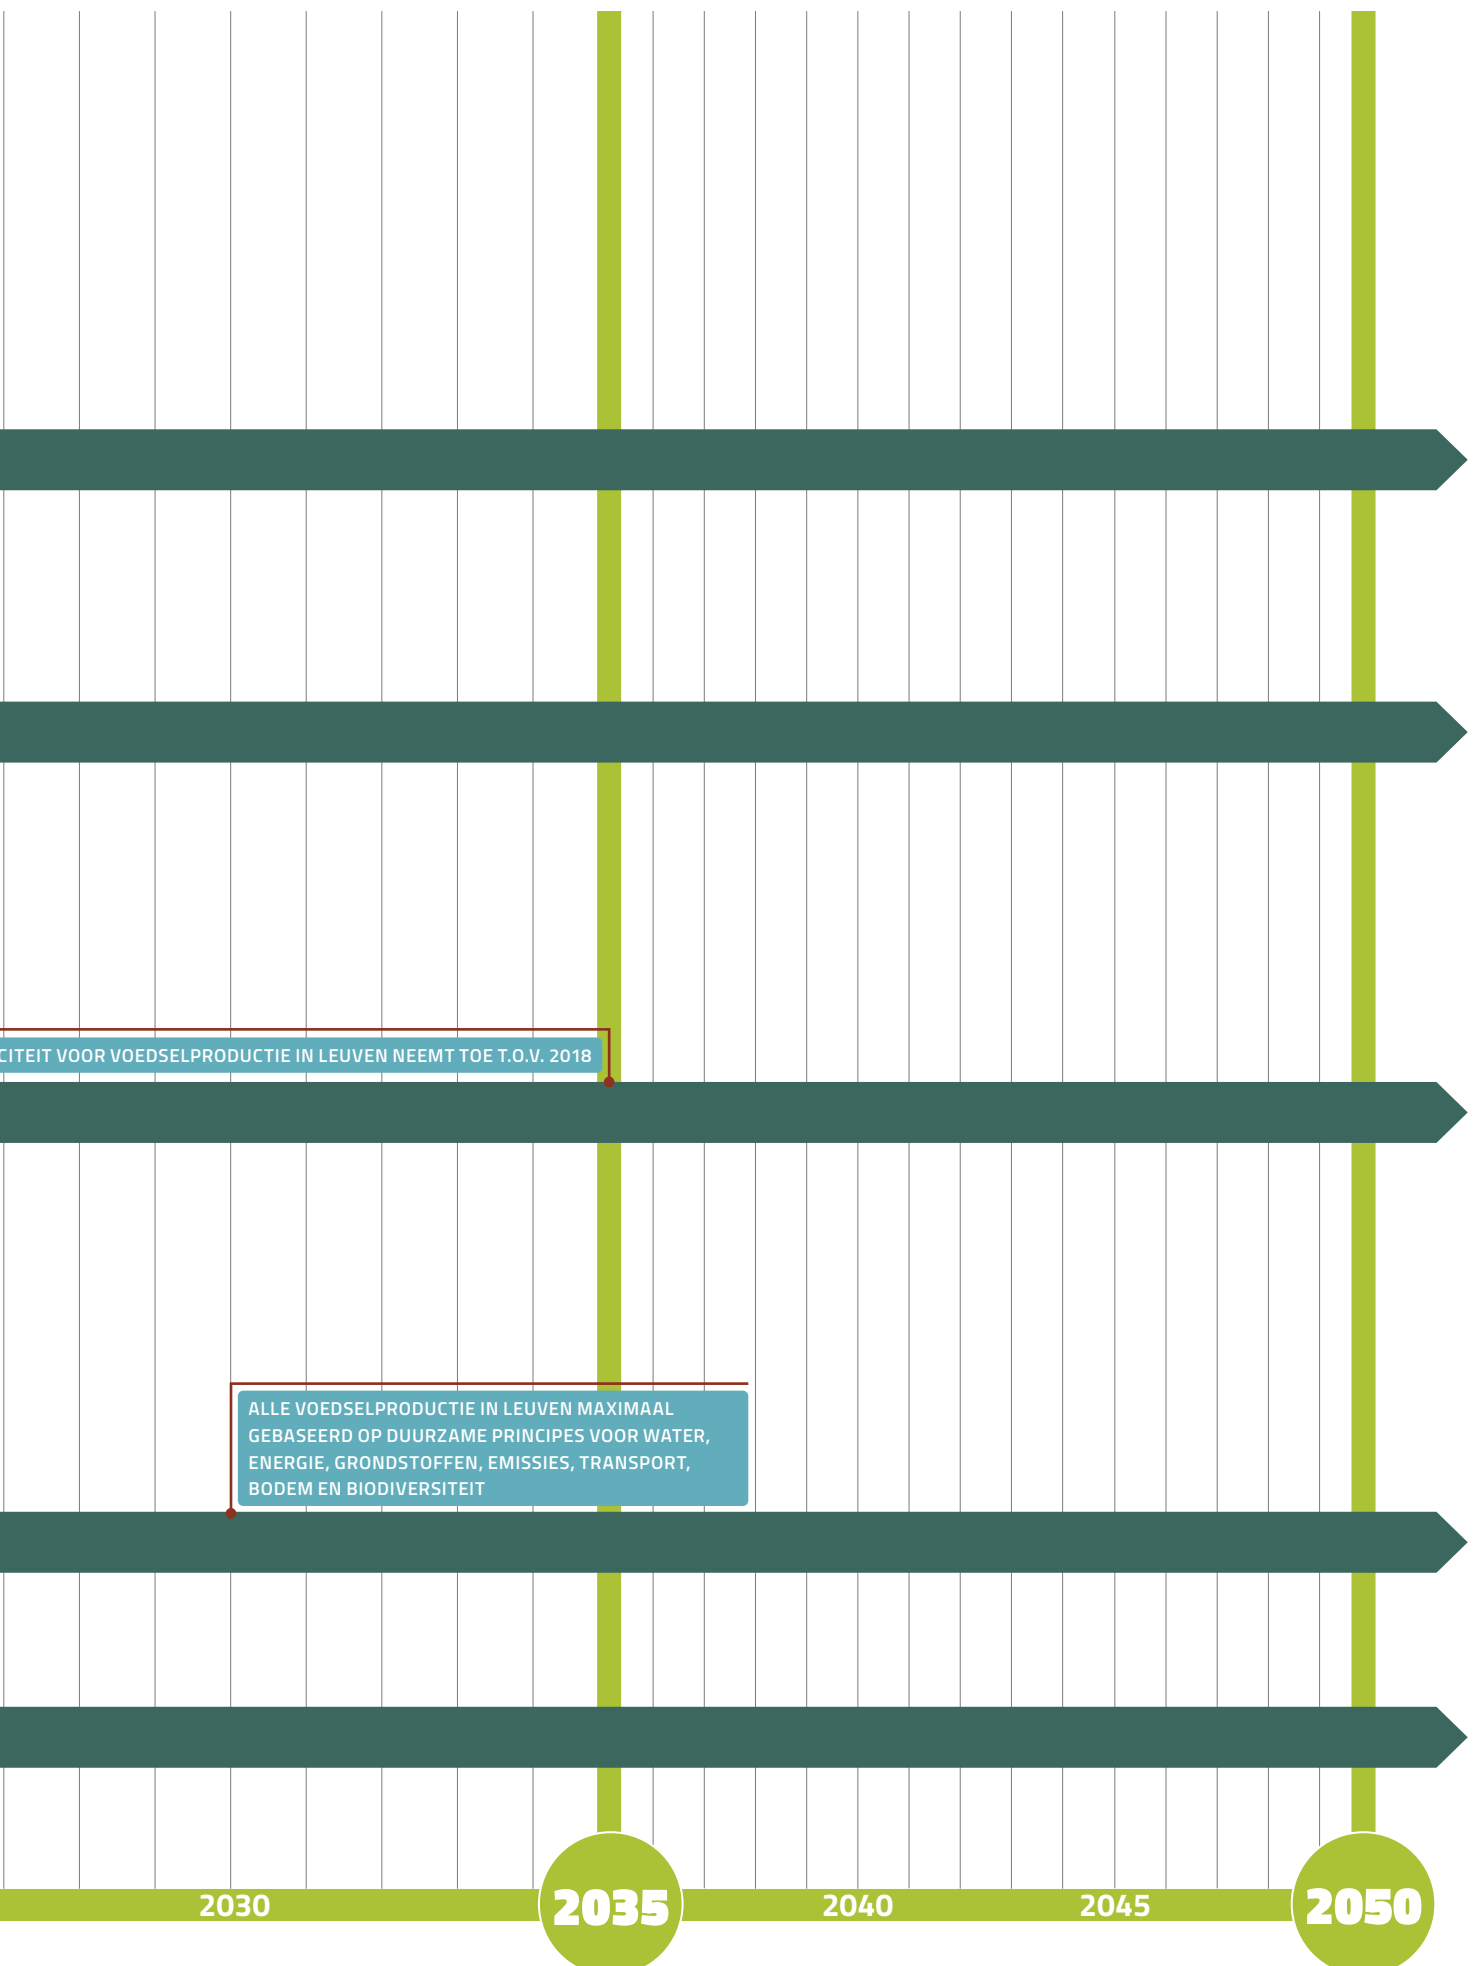 VOOR VOEDSELPRODUCTIE IN LEUVEN NEEMT TOE T.O.V. 2018
ALLE VOEDSELPRODUCTIE IN LEUVEN MAXIMAAL
GEBASEERD OP DUURZAME PRINCIPES VOOR WATER,
ENERGIE, GRONDSTOFFEN, EMISSIES, TRANSPORT,
BODEM EN BIODIVERSITEIT
2030
2035
2040
2045
2050